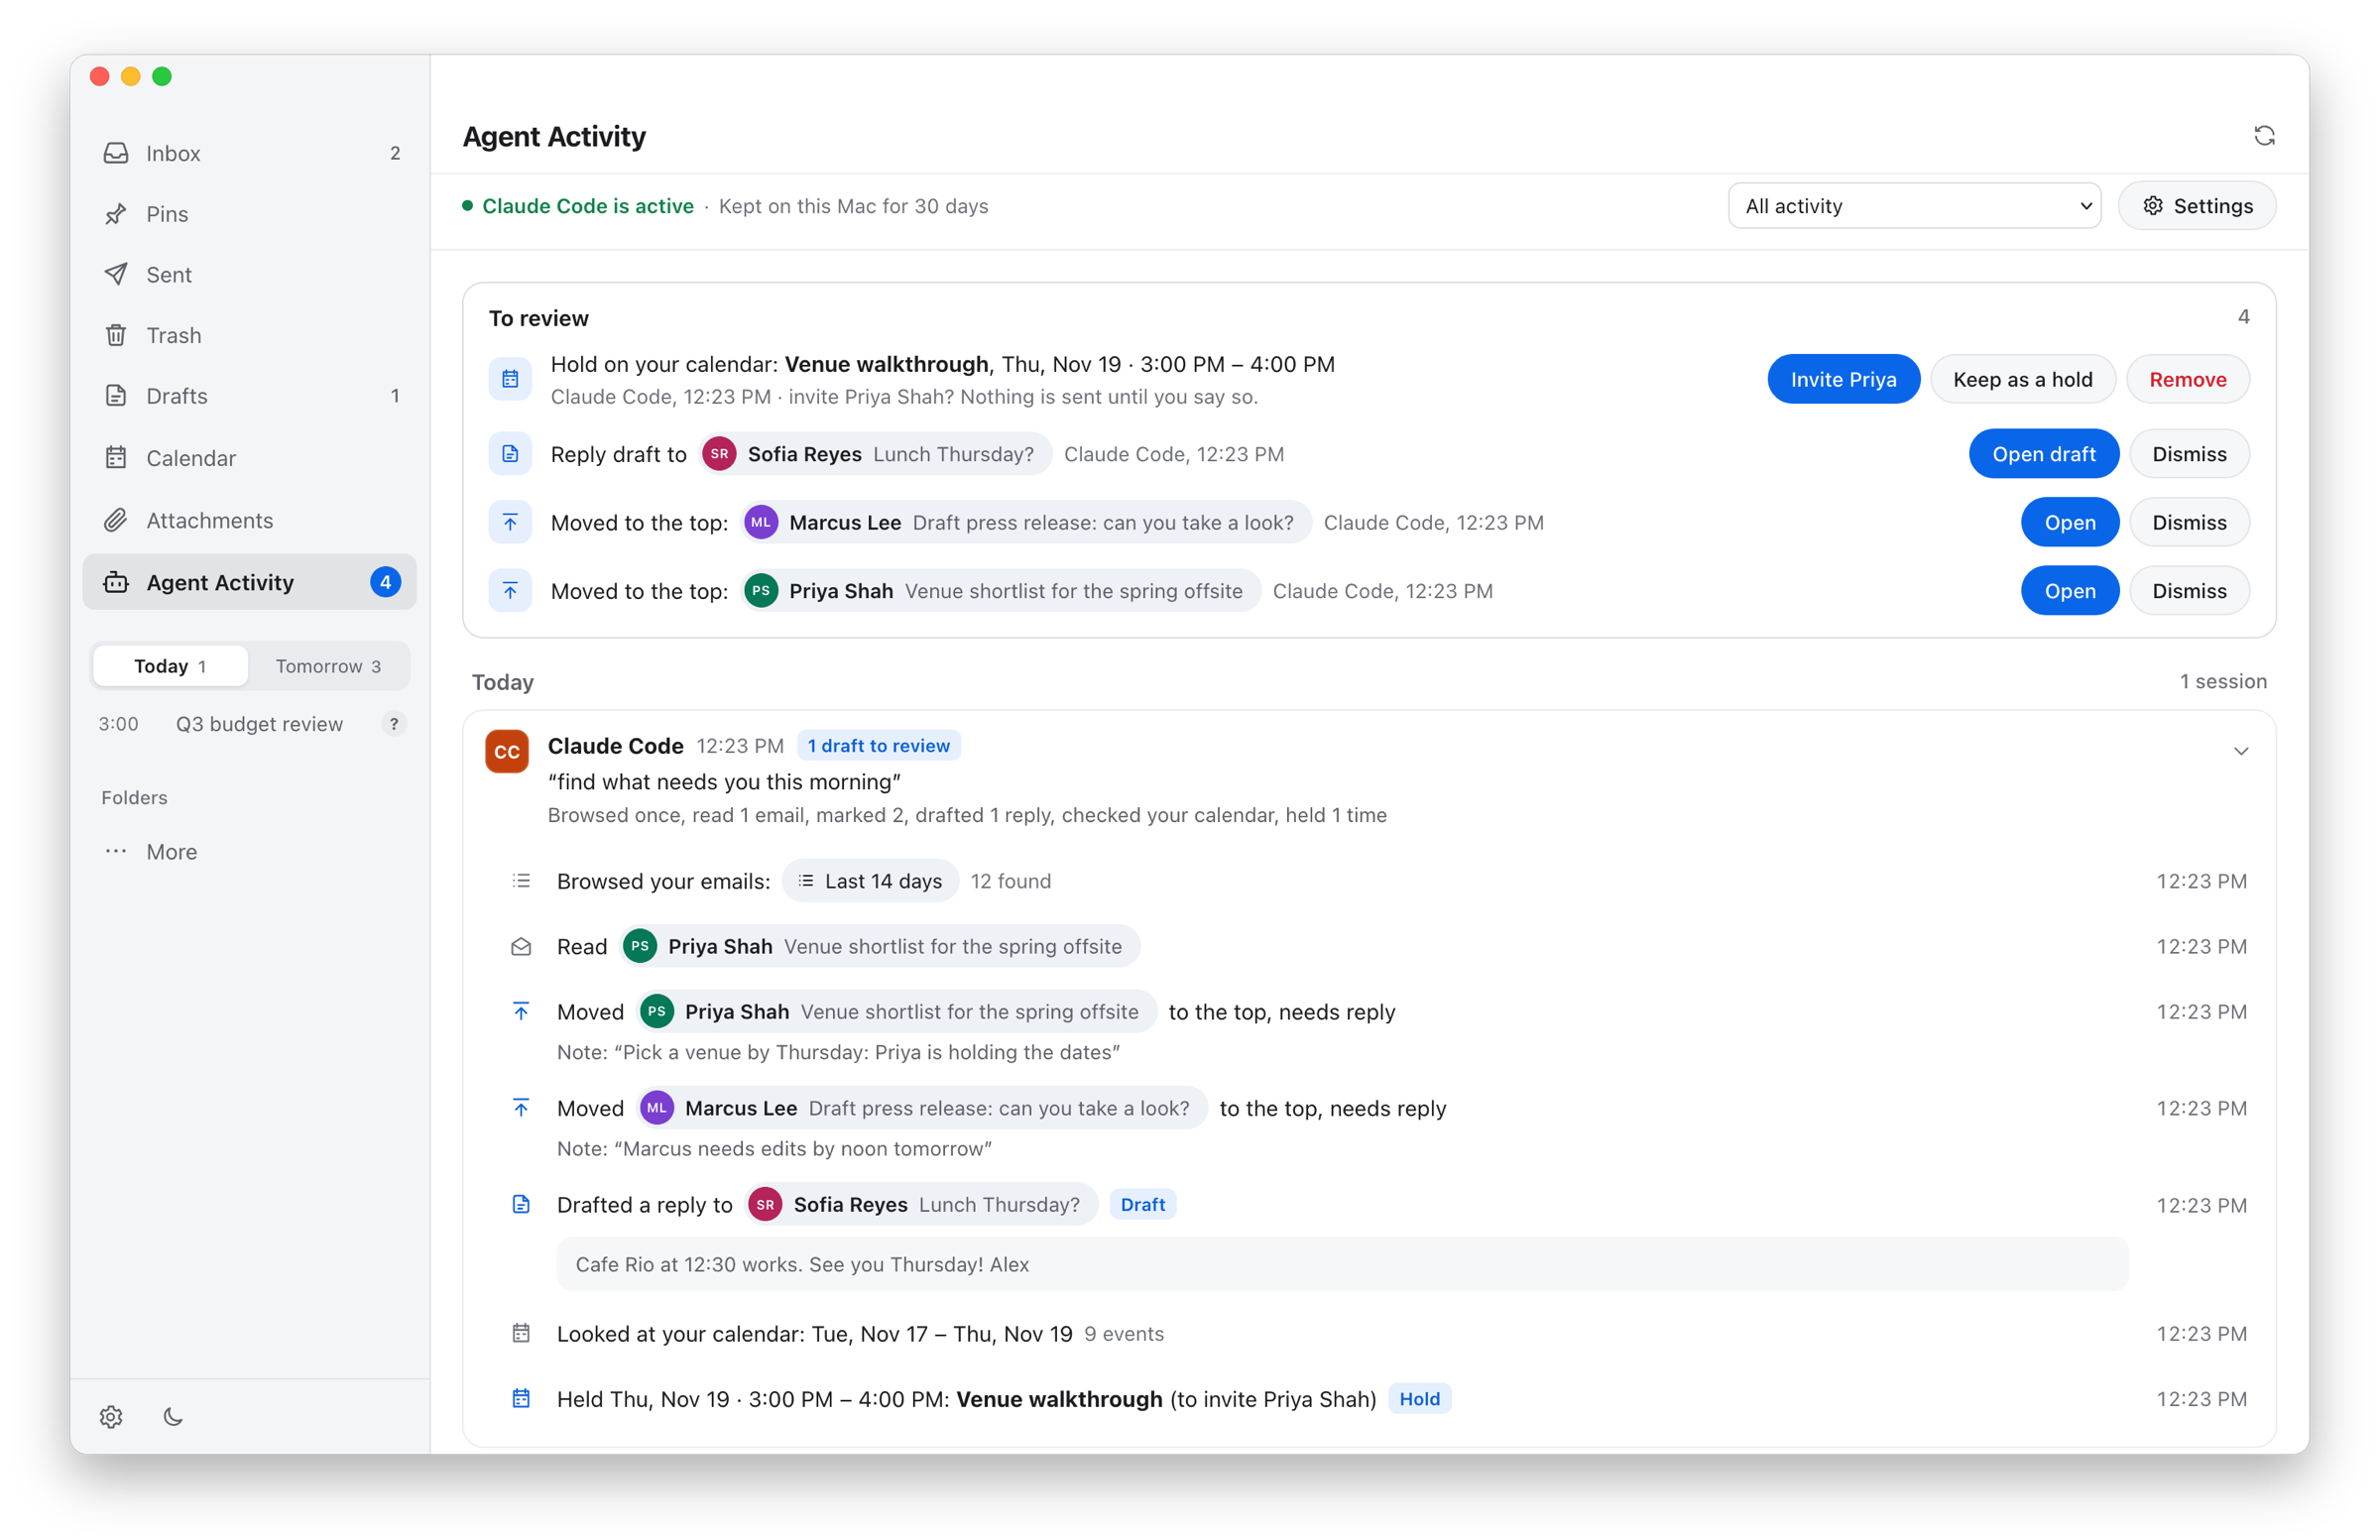 Inbox 2
Pins
Sent
Trash
Drafts 1
Calendar
Attachments
Agent Activity 4
Today 1 Tomorrow 3
3:00 Q3 budget review ?
Folders
··· More
Agent Activity
Claude Code is active · Kept on this Mac for 30 days
All activity
Settings
To review 4
Hold on your calendar: Venue walkthrough, Thu, Nov 19 · 3:00 PM – 4:00 PM
Claude Code, 12:23 PM · invite Priya Shah? Nothing is sent until you say so.
Invite Priya Keep as a hold Remove
Reply draft to SR Sofia Reyes Lunch Thursday? Claude Code, 12:23 PM Open draft Dismiss
Moved to the top: ML Marcus Lee Draft press release: can you take a look? Claude Code, 12:23 PM Open Dismiss
Moved to the top: PS Priya Shah Venue shortlist for the spring offsite Claude Code, 12:23 PM Open Dismiss
Today 1 session
CC Claude Code 12:23 PM 1 draft to review
“find what needs you this morning”
Browsed once, read 1 email, marked 2, drafted 1 reply, checked your calendar, held 1 time
Browsed your emails: Last 14 days 12 found 12:23 PM
Read PS Priya Shah Venue shortlist for the spring offsite 12:23 PM
Moved PS Priya Shah Venue shortlist for the spring offsite to the top, needs reply 12:23 PM
Note: “Pick a venue by Thursday: Priya is holding the dates”
Moved ML Marcus Lee Draft press release: can you take a look? to the top, needs reply 12:23 PM
Note: “Marcus needs edits by noon tomorrow”
Drafted a reply to SR Sofia Reyes Lunch Thursday? Draft 12:23 PM
Cafe Rio at 12:30 works. See you Thursday! Alex
Looked at your calendar: Tue, Nov 17 – Thu, Nov 19 9 events 12:23 PM
Held Thu, Nov 19 · 3:00 PM – 4:00 PM: Venue walkthrough (to invite Priya Shah) Hold 12:23 PM